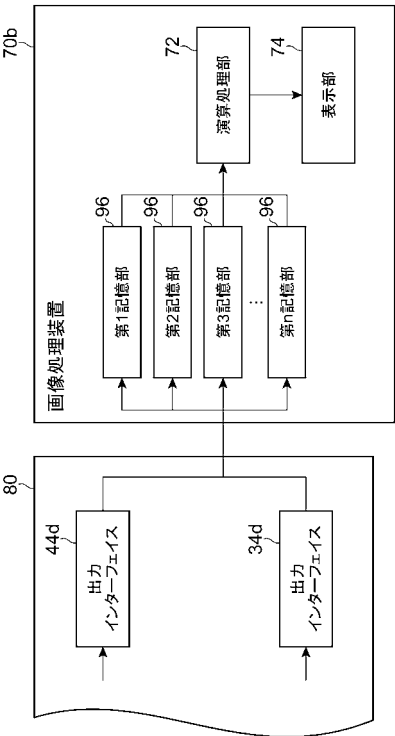 80
44d
出力
インターフェイス
34d
出力
インターフェイス
70b
画像処理装置
第1記憶部
96
第2記憶部
96
第3記憶部
96
…
第n記憶部
96
72
演算処理部
74
表示部